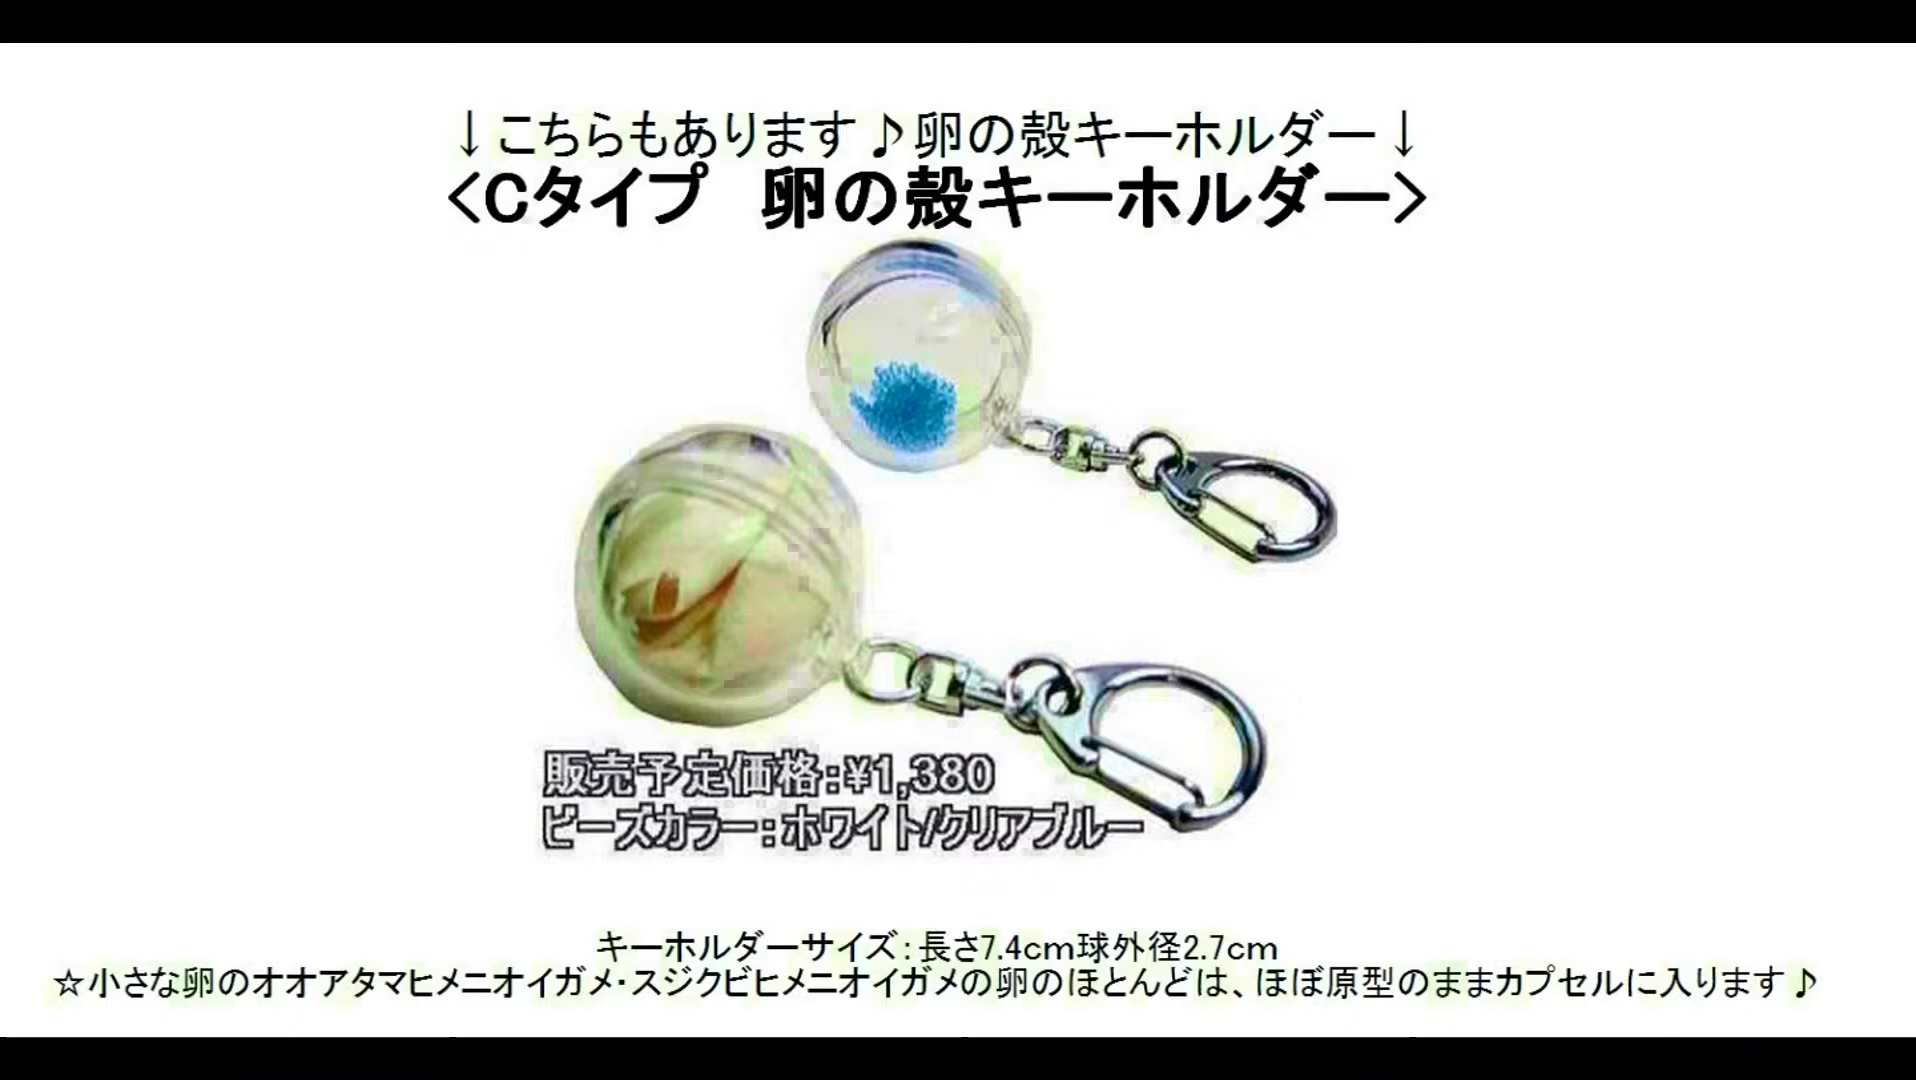 ↓こちらもあります♪卵の殻キーホルダー↓
<Cタイプ　卵の殻キーホルダー>
販売予定価格:¥1,380
ビーズカラー:ホワイト/クリアブルー
キーホルダーサイズ:長さ7.4cm球外径2.7cm
☆小さな卵のオオアタマヒメニオイガメ・スジクビヒメニオイガメの卵のほとんどは、ほぼ原型のままカプセルに入ります♪